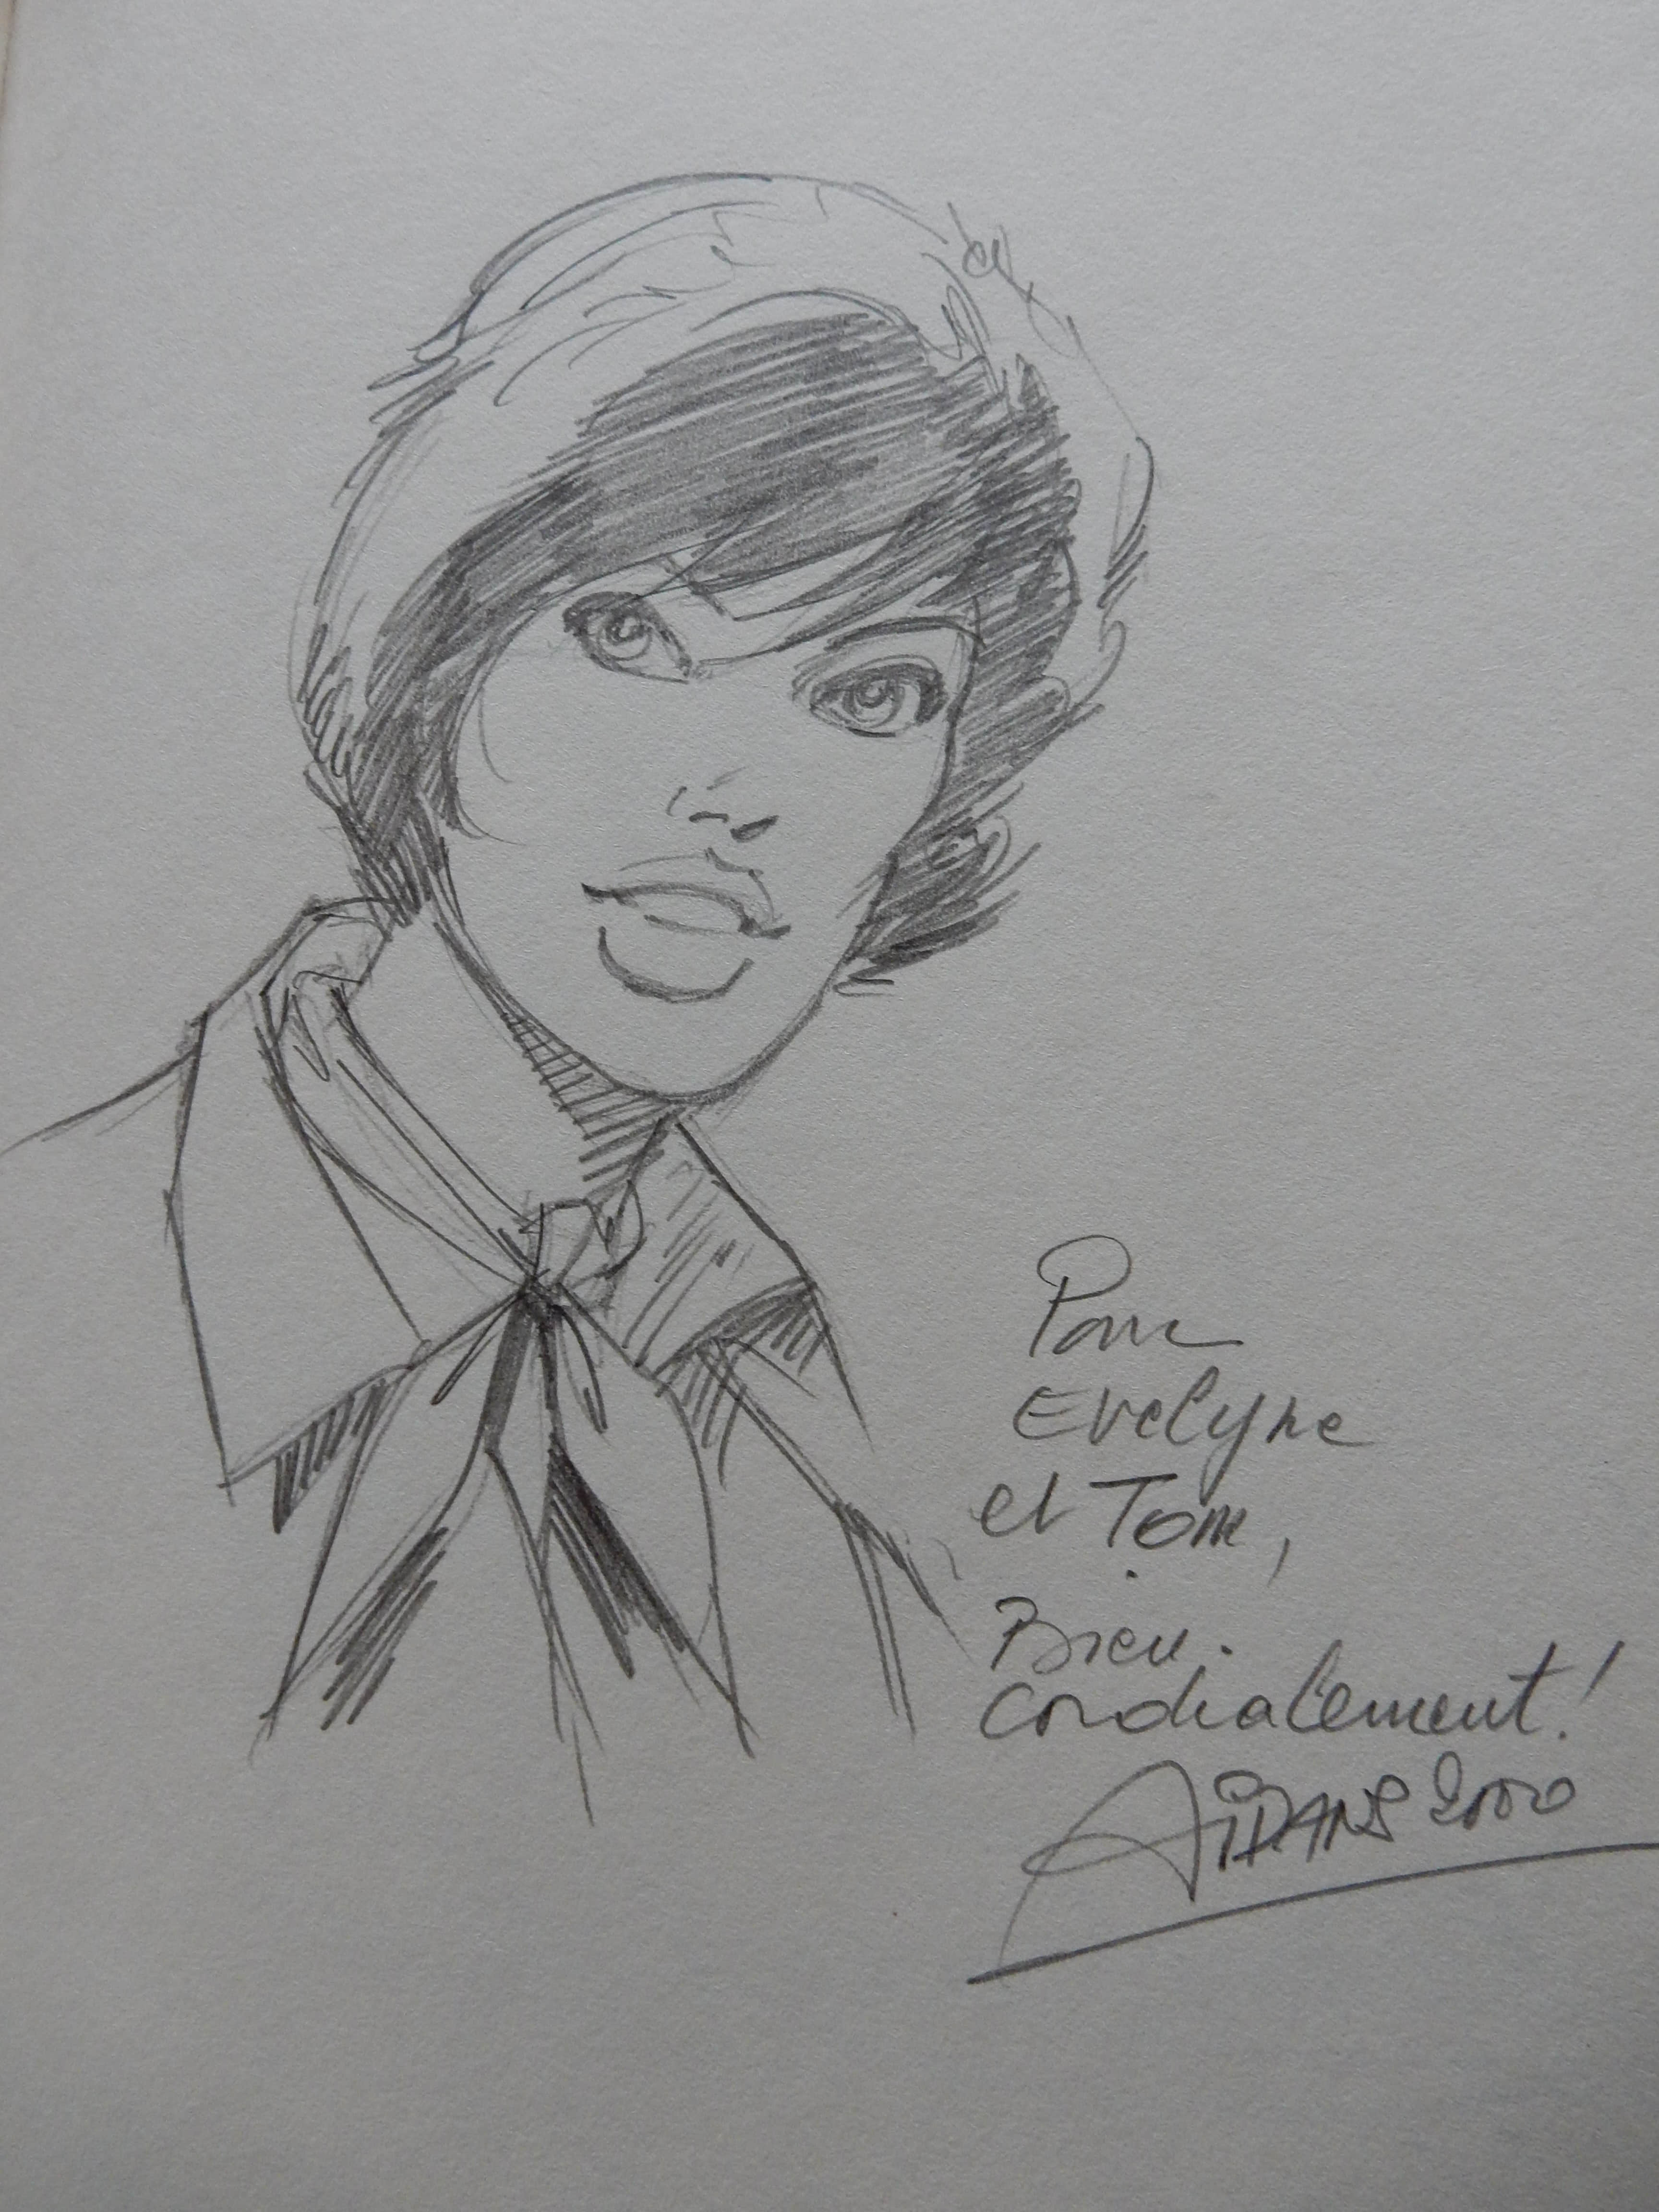 Pour
Evelyne
et Tom,
Bien
cordialement!
AIDANS 2000